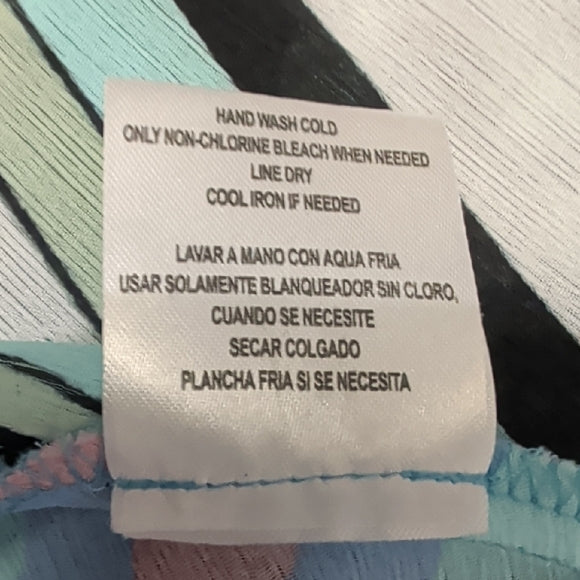 HAND WASH COLD
ONLY NON-CHLORINE BLEACH WHEN NEEDED
LINE DRY
COOL IRON IF NEEDED
LAVAR A MANO CON AQUA FRIA
USAR SOLAMENTE BLANQUEADOR SIN CLORO,
CUANDO SE NECESITE
SECAR COLGADO
PLANCHA FRIA SI SE NECESITA